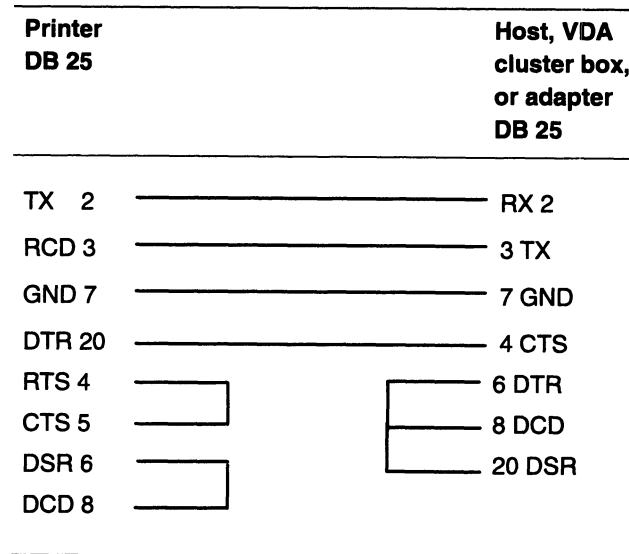 Printer
DB 25
Host, VDA
cluster box,
or adapter
DB 25
TX 2 RX 2
RCD 3 3 TX
GND 7 7 GND
DTR 20 4 CTS
RTS 4 6 DTR
CTS 5 8 DCD
DSR 6 20 DSR
DCD 8